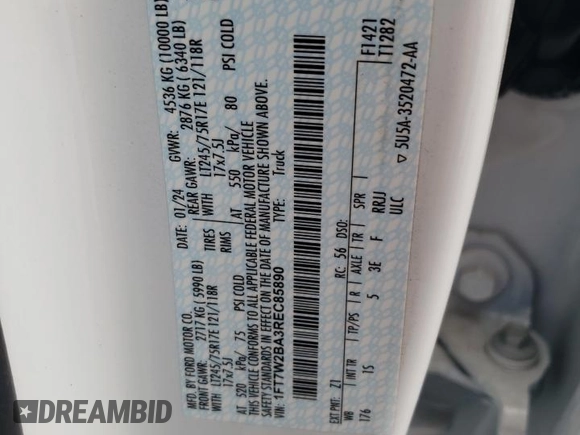 MFD. BY FORD MOTOR CO.
DATE: 01/24 GVWR: 4536 KG (10000 LB)
FRONT GAWR: 2717 KG (5990 LB) REAR GAWR: 2876 KG (6340 LB)
LT245/75R17E 121/118R TIRES WITH LT245/75R17E 121/118R
17x7.5J RIMS 17x7.5J
AT 520 kPa/ 75 PSI COLD AT 550 kPa/ 80 PSI COLD
THIS VEHICLE CONFORMS TO ALL APPLICABLE FEDERAL MOTOR VEHICLE
SAFETY STANDARDS IN EFFECT ON THE DATE OF MANUFACTURE SHOWN ABOVE.
VIN: 1FT7W2BA3REC85890 TYPE: Truck
F1421
T1282
EXT PNT: Z1 RC: 56 DSO:
WB INT TR TP/PS R AXLE TR SPR
176 1S 5 3E F RRJJ
ULC 5U5A-3520472-AA
DREAMBID